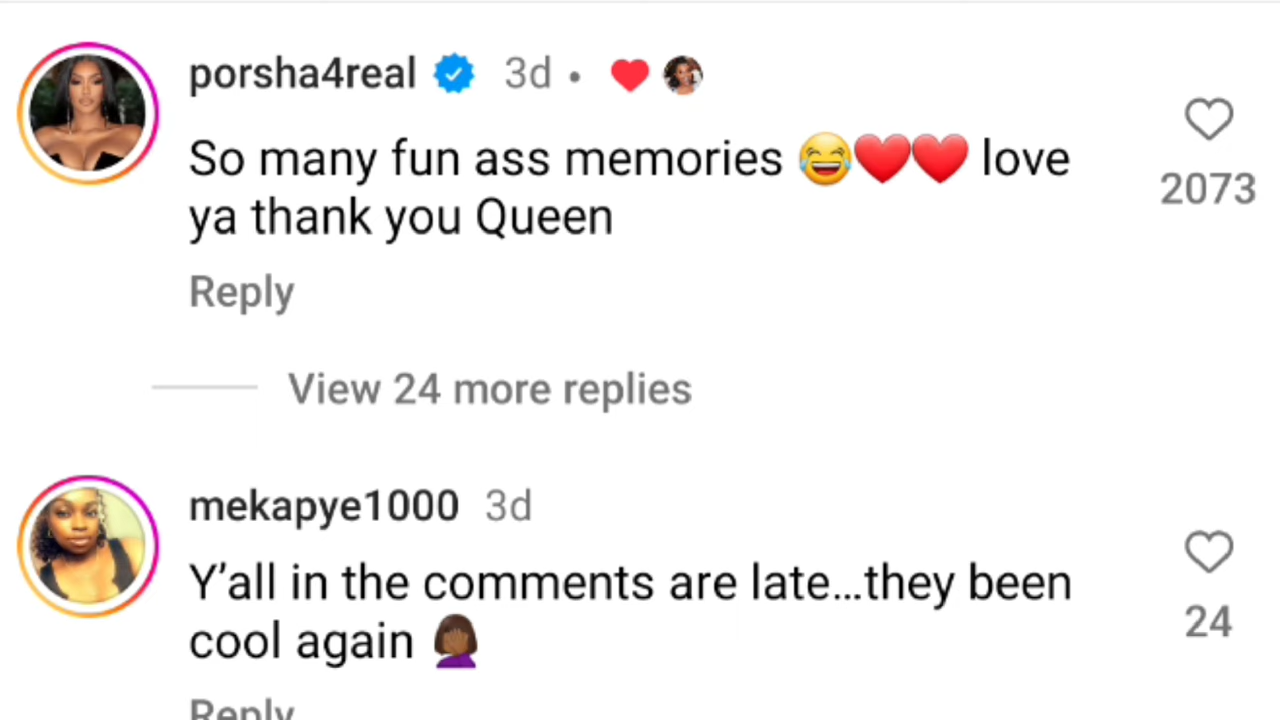 porsha4real 3d •
So many fun ass memories 😂❤️❤️ love
2073
ya thank you Queen
Reply
View 24 more replies
mekapye1000 3d
Y’all in the comments are late...they been
cool again 🤦🏾‍♀️
24
Reply